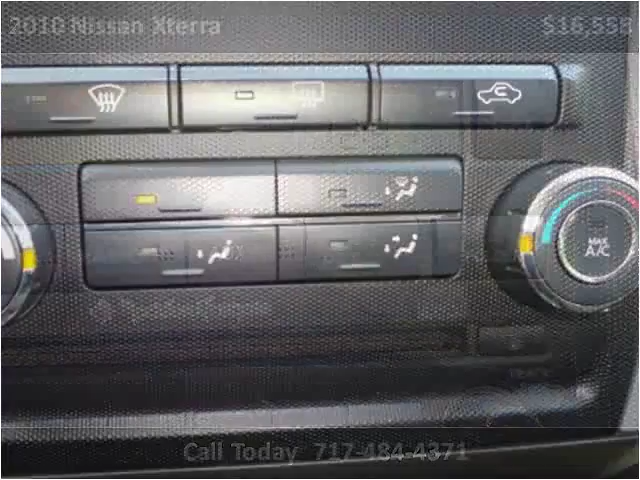 2010 Nissan Xterra
$16,558
MAX
A/C
Call Today 717-484-4371